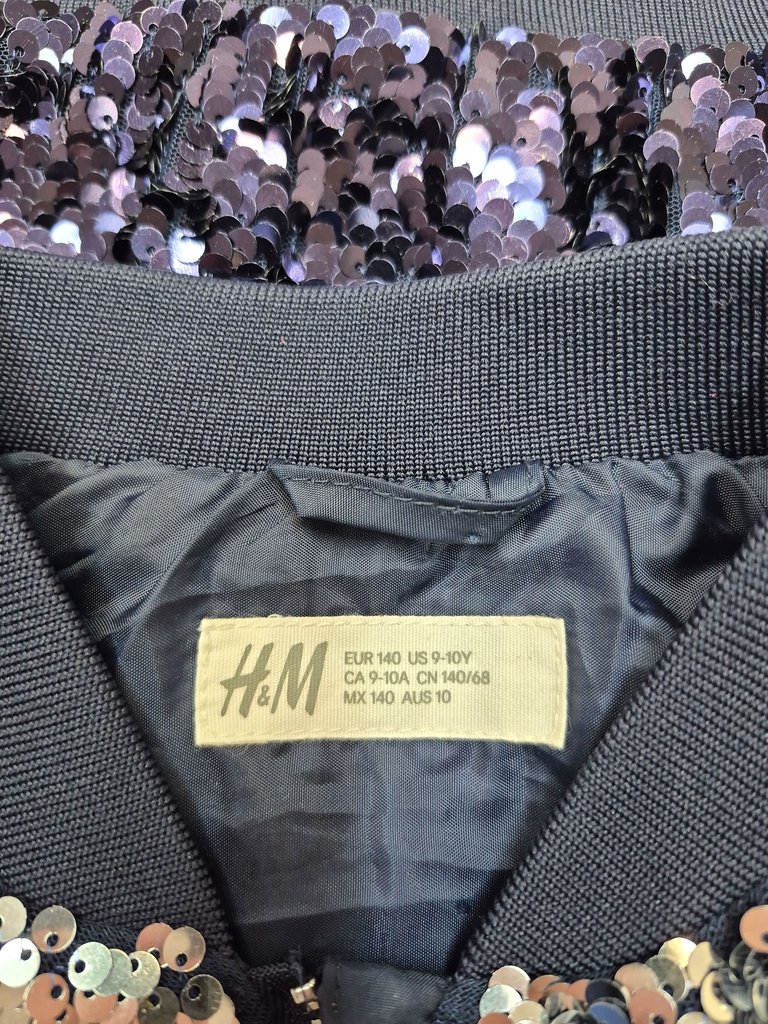 H&M
EUR 140 US 9-10Y
CA 9-10A CN 140/68
MX 140 AUS 10